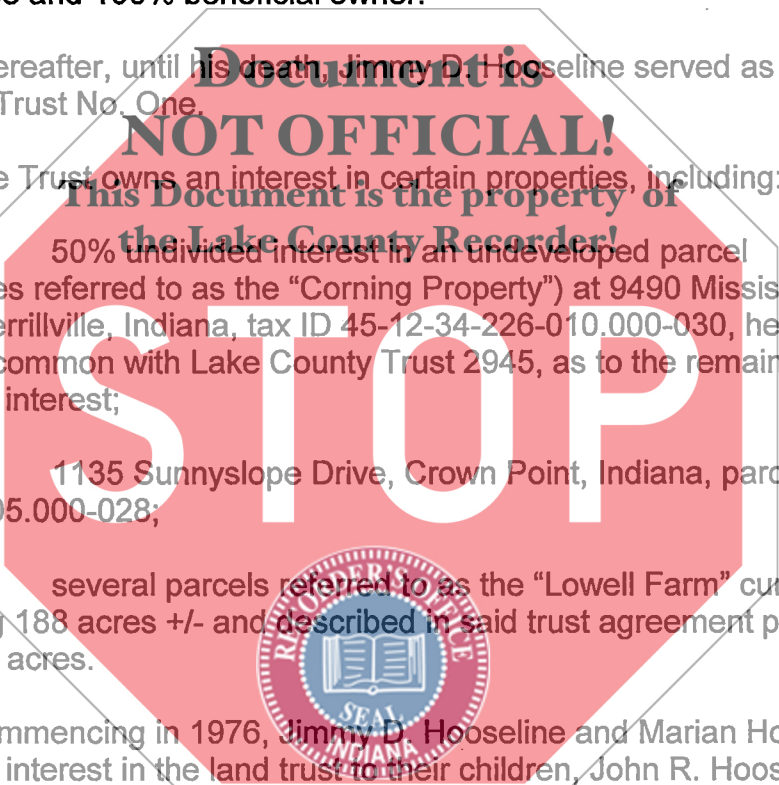 and 100% beneficial owner.
ereafter, until his death, Jimmy D. Hooseline served as
Document is
Trust No. One.
NOT OFFICIAL!
e Trust owns an interest in certain properties, including:
This Document is the property of
the Lake County Recorder!
50% undivided interest in an undeveloped parcel
es referred to as the “Corning Property”) at 9490 Missis
errillville, Indiana, tax ID 45-12-34-226-010.000-030, he
common with Lake County Trust 2945, as to the remain
interest;
STOP
1135 Sunnyslope Drive, Crown Point, Indiana, parc
05.000-028;
several parcels referred to as the “Lowell Farm” cur
g 188 acres +/- and described in said trust agreement p
acres.
RECORDER'S OFFICE
SEAL
INDIANA
mmencing in 1976, Jimmy D. Hooseline and Marian Ho
interest in the land trust to their children, John R. Hoos